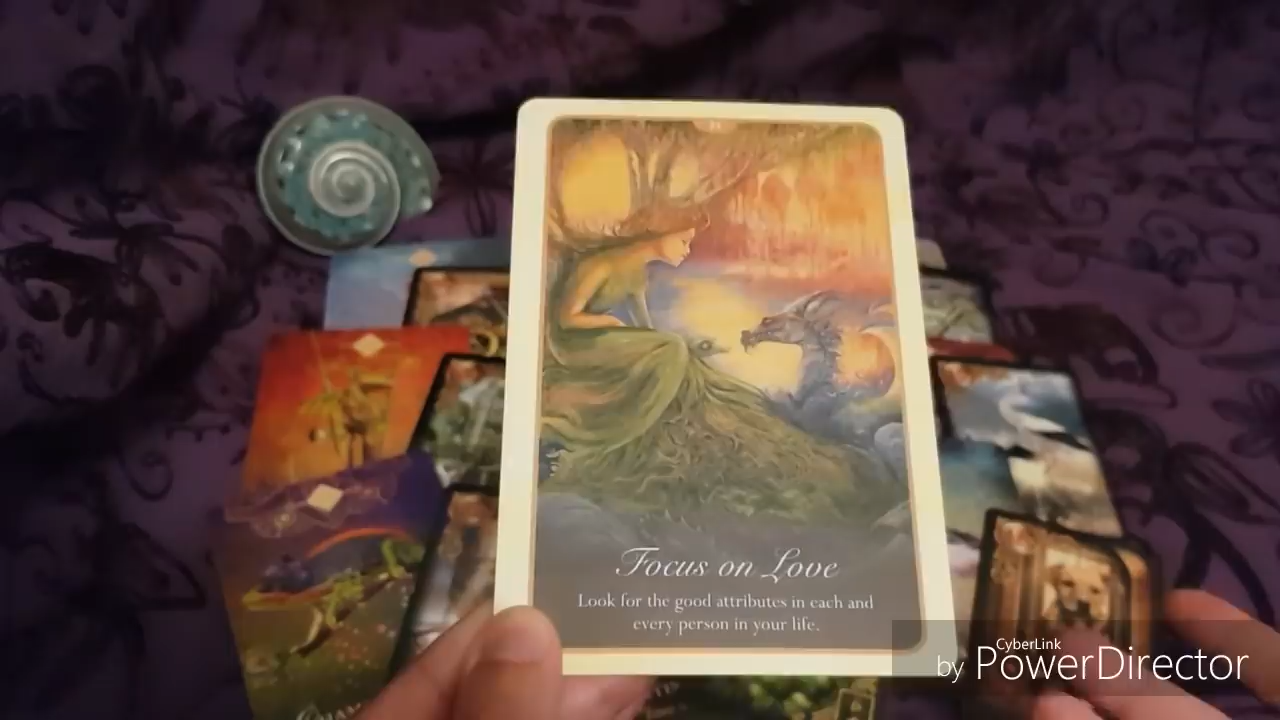 Focus on Love
Look for the good attributes in each and
every person in your life.
CyberLink
by PowerDirector